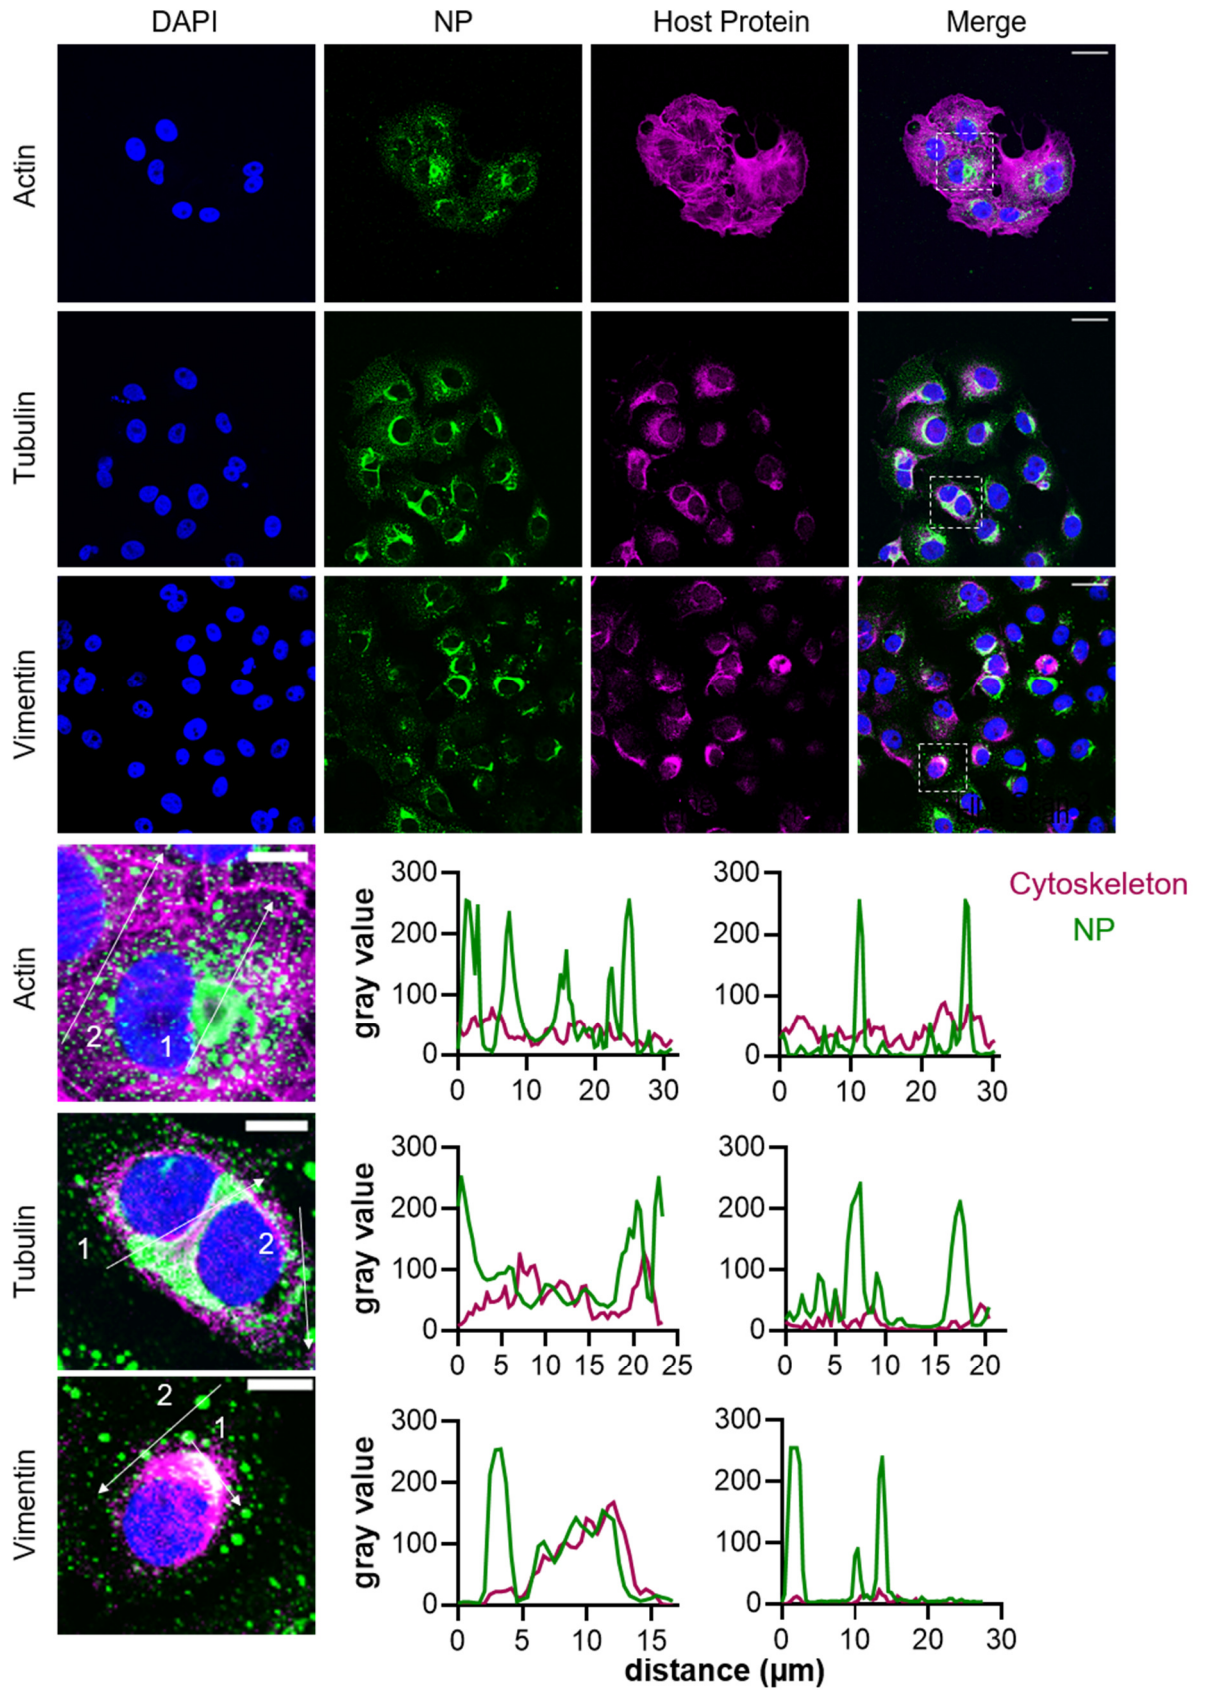 DAPI NP Host Protein Merge
Actin
Tubulin
Vimentin
Actin
2 1
gray value
300 200 100 0
0 10 20 30
300 200 100 0
0 10 20 30
Cytoskeleton
NP
Tubulin
1 2
gray value
300 200 100 0
0 5 10 15 20 25
300 200 100 0
0 5 10 15 20
Vimentin
2 1
gray value
300 200 100 0
0 5 10 15
300 200 100 0
0 10 20 30
distance (µm)